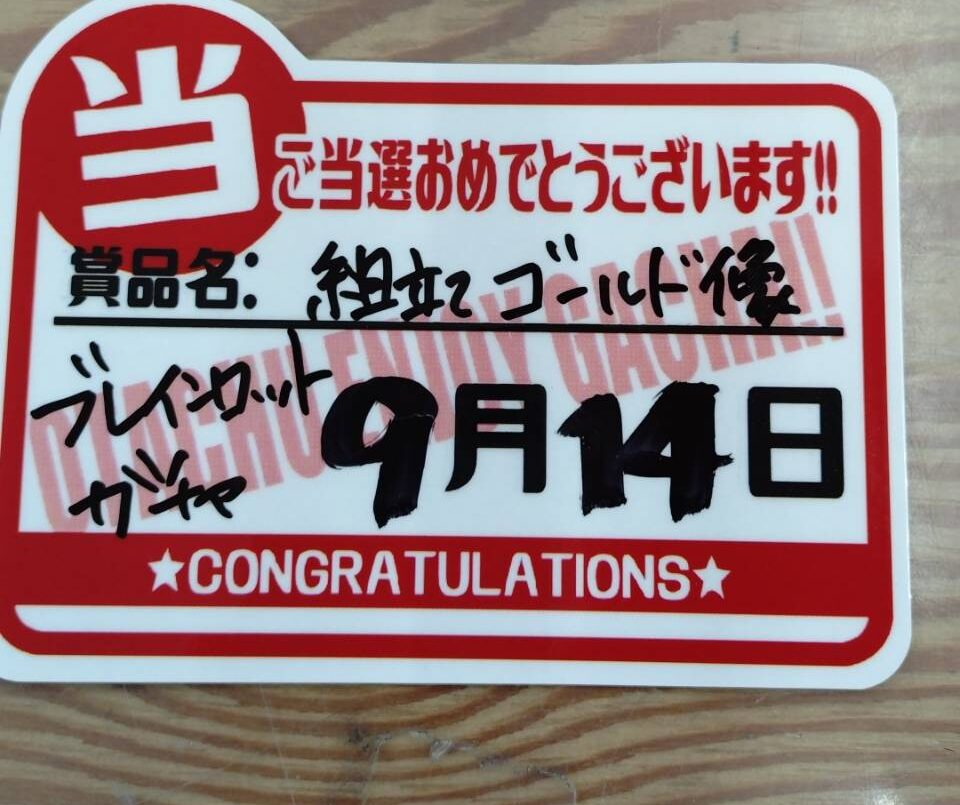 当
ご当選おめでとうございます!!
賞品名: 組立てゴールド像
ブレインロット
ガチャ
9月14日
ENJOY GACHA!!
★CONGRATULATIONS★